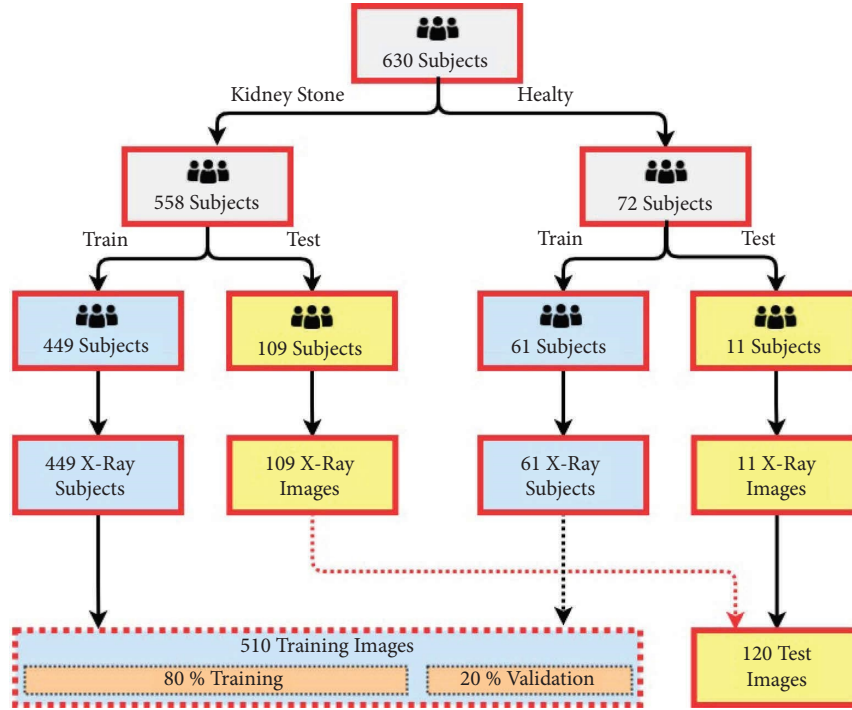 630 Subjects
Kidney Stone
Healty
558 Subjects
72 Subjects
Train
Test
Train
Test
449 Subjects
109 Subjects
61 Subjects
11 Subjects
449 X-Ray
Subjects
109 X-Ray
Images
61 X-Ray
Subjects
11 X-Ray
Images
510 Training Images
80 % Training
20 % Validation
120 Test
Images